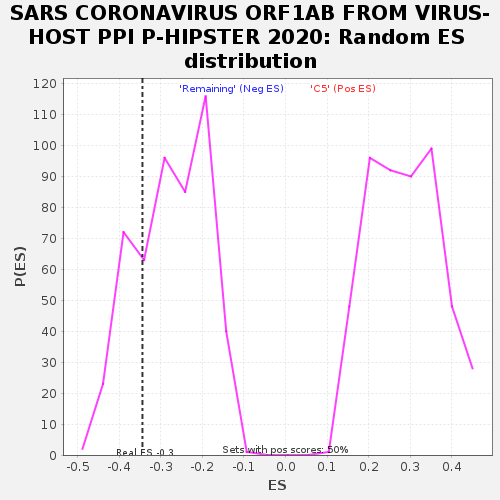 SARS CORONAVIRUS ORF1AB FROM VIRUS-
HOST PPI P-HIPSTER 2020: Random ES
distribution
'Remaining' (Neg ES) 'C5' (Pos ES)
120
110
100
90
80
70
60
50
40
30
20
10
0
P(ES)
Real ES -0.3
Sets with pos scores: 50%
-0.5 -0.4 -0.3 -0.2 -0.1 0.0 0.1 0.2 0.3 0.4
ES